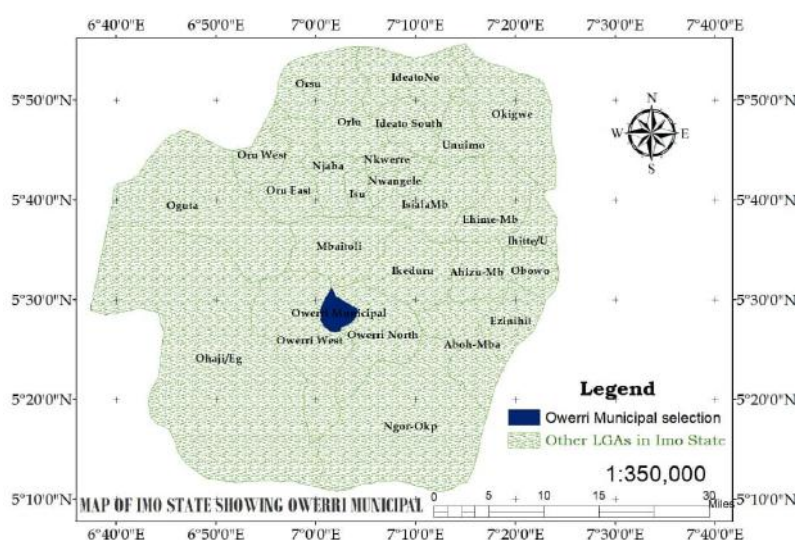 6°40'0"E 6°50'0"E 7°0'0"E 7°10'0"E 7°20'0"E 7°30'0"E 7°40'0"E
IdeatoNo
Orsu
5°50'0"N 5°50'0"N
Okigwe
N
Orlu Ideato South
W E
Unuimo
S
Oru West
Nkwerre
Njaba
Nwangele
Oru East
Isu
5°40'0"N 5°40'0"N
Oguta
IsialaMb
Ehime-Mb
Ihitte/U
Mbaitoli
Ikeduru Ahizu-Mb Obowo
5°30'0"N 5°30'0"N
Owerri Municipal
Ezinihit
Owerri West Owerri North
Aboh-Mba
Ohaji/Eg
Legend
Owerri Municipal selection
Other LGAs in Imo State
5°20'0"N 5°20'0"N
Ngor-Okp
1:350,000
5°10'0"N 5°10'0"N
MAP OF IMO STATE SHOWING OWERRI MUNICIPAL
0 5 10 15 30
Miles
6°40'0"E 6°50'0"E 7°0'0"E 7°10'0"E 7°20'0"E 7°30'0"E 7°40'0"E